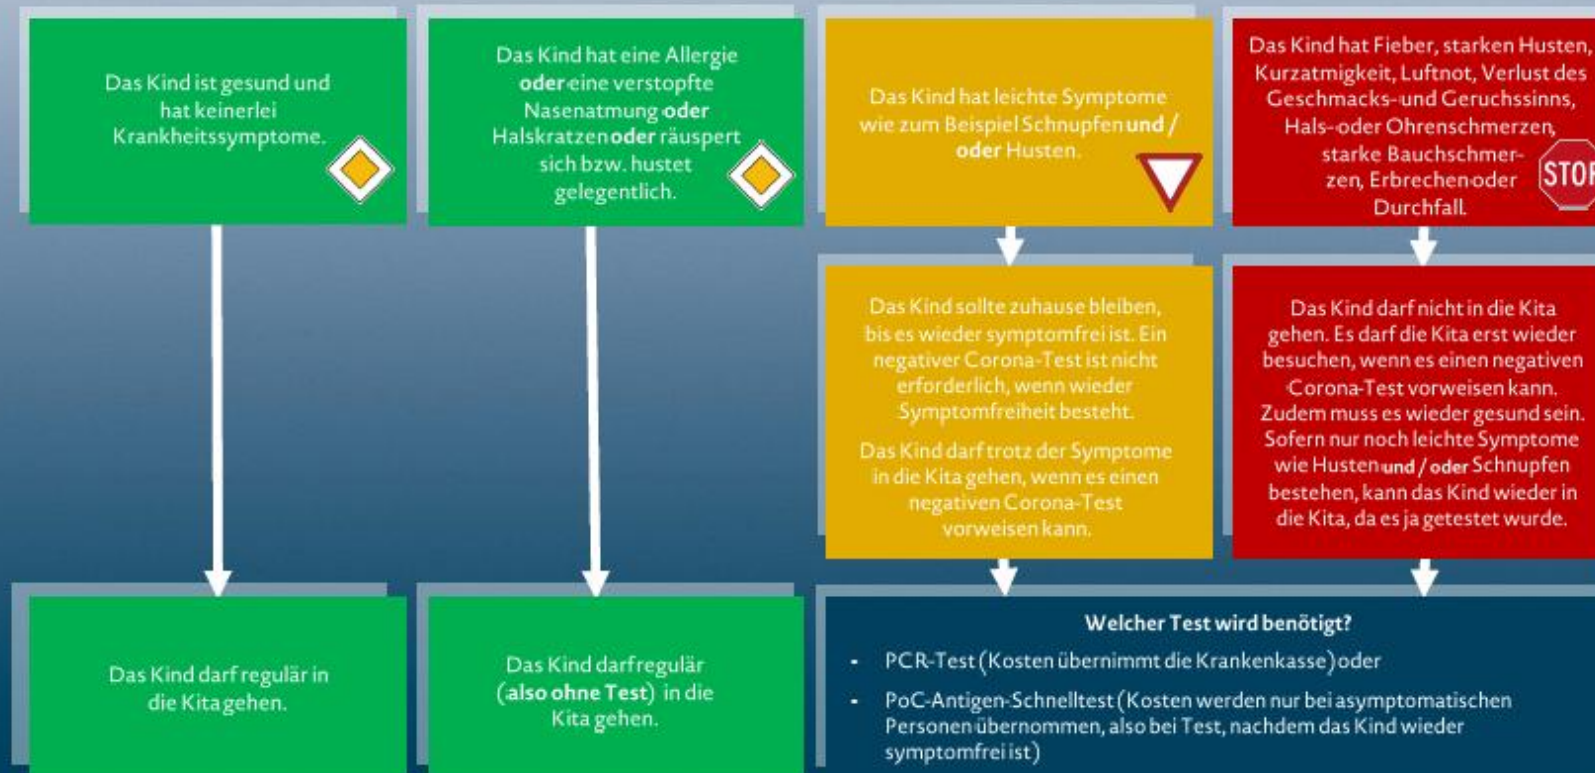 Das Kind ist gesund und
hat keinerlei
Krankheitssymptome.
Das Kind hat eine Allergie
oder eine verstopfte
Nasenatmung oder
Halskratzen oder räuspert
sich bzw. hustet
gelegentlich.
Das Kind hat leichte Symptome
wie zum Beispiel Schnupfen und /
oder Husten.
Das Kind hat Fieber, starken Husten,
Kurzatmigkeit, Luftnot, Verlust des
Geschmacks- und Geruchssinns,
Hals- oder Ohrenschmerzen,
starke Bauchschmer-
zen, Erbrechen oder
Durchfall.
STOP
Das Kind sollte zuhause bleiben,
bis es wieder symptomfrei ist. Ein
negativer Corona-Test ist nicht
erforderlich, wenn wieder
Symptomfreiheit besteht.
Das Kind darf trotz der Symptome
in die Kita gehen, wenn es einen
negativen Corona-Test
vorweisen kann.
Das Kind darf nicht in die Kita
gehen. Es darf die Kita erst wieder
besuchen, wenn es einen negativen
Corona-Test vorweisen kann.
Zudem muss es wieder gesund sein.
Sofern nur noch leichte Symptome
wie Husten und / oder Schnupfen
bestehen, kann das Kind wieder in
die Kita, da es ja getestet wurde.
Das Kind darf regulär in
die Kita gehen.
Das Kind darf regulär
(also ohne Test) in die
Kita gehen.
Welcher Test wird benötigt?
- PCR-Test (Kosten übernimmt die Krankenkasse) oder
- PoC-Antigen-Schnelltest (Kosten werden nur bei asymptomatischen
Personen übernommen, also bei Test, nachdem das Kind wieder
symptomfrei ist)